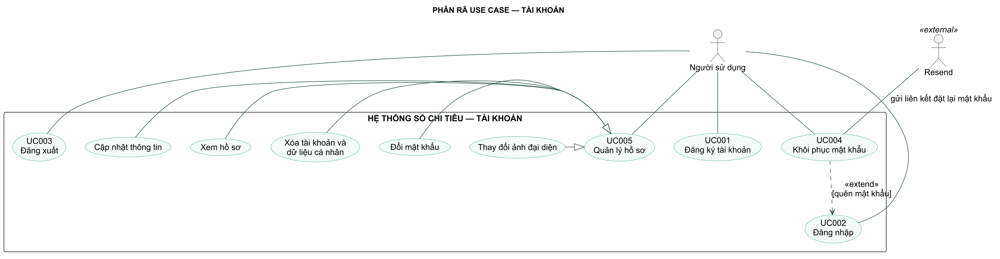 PHÂN RÃ USE CASE — TÀI KHOẢN
«external»
Người sử dụng
Resend
gửi liên kết đặt lại mật khẩu
HỆ THỐNG SỔ CHI TIÊU — TÀI KHOẢN
UC003
Đăng xuất
Cập nhật thông tin
Xem hồ sơ
Xóa tài khoản và
dữ liệu cá nhân
Đổi mật khẩu
Thay đổi ảnh đại diện
UC005
Quản lý hồ sơ
UC001
Đăng ký tài khoản
UC004
Khôi phục mật khẩu
«extend»
[quên mật khẩu]
UC002
Đăng nhập